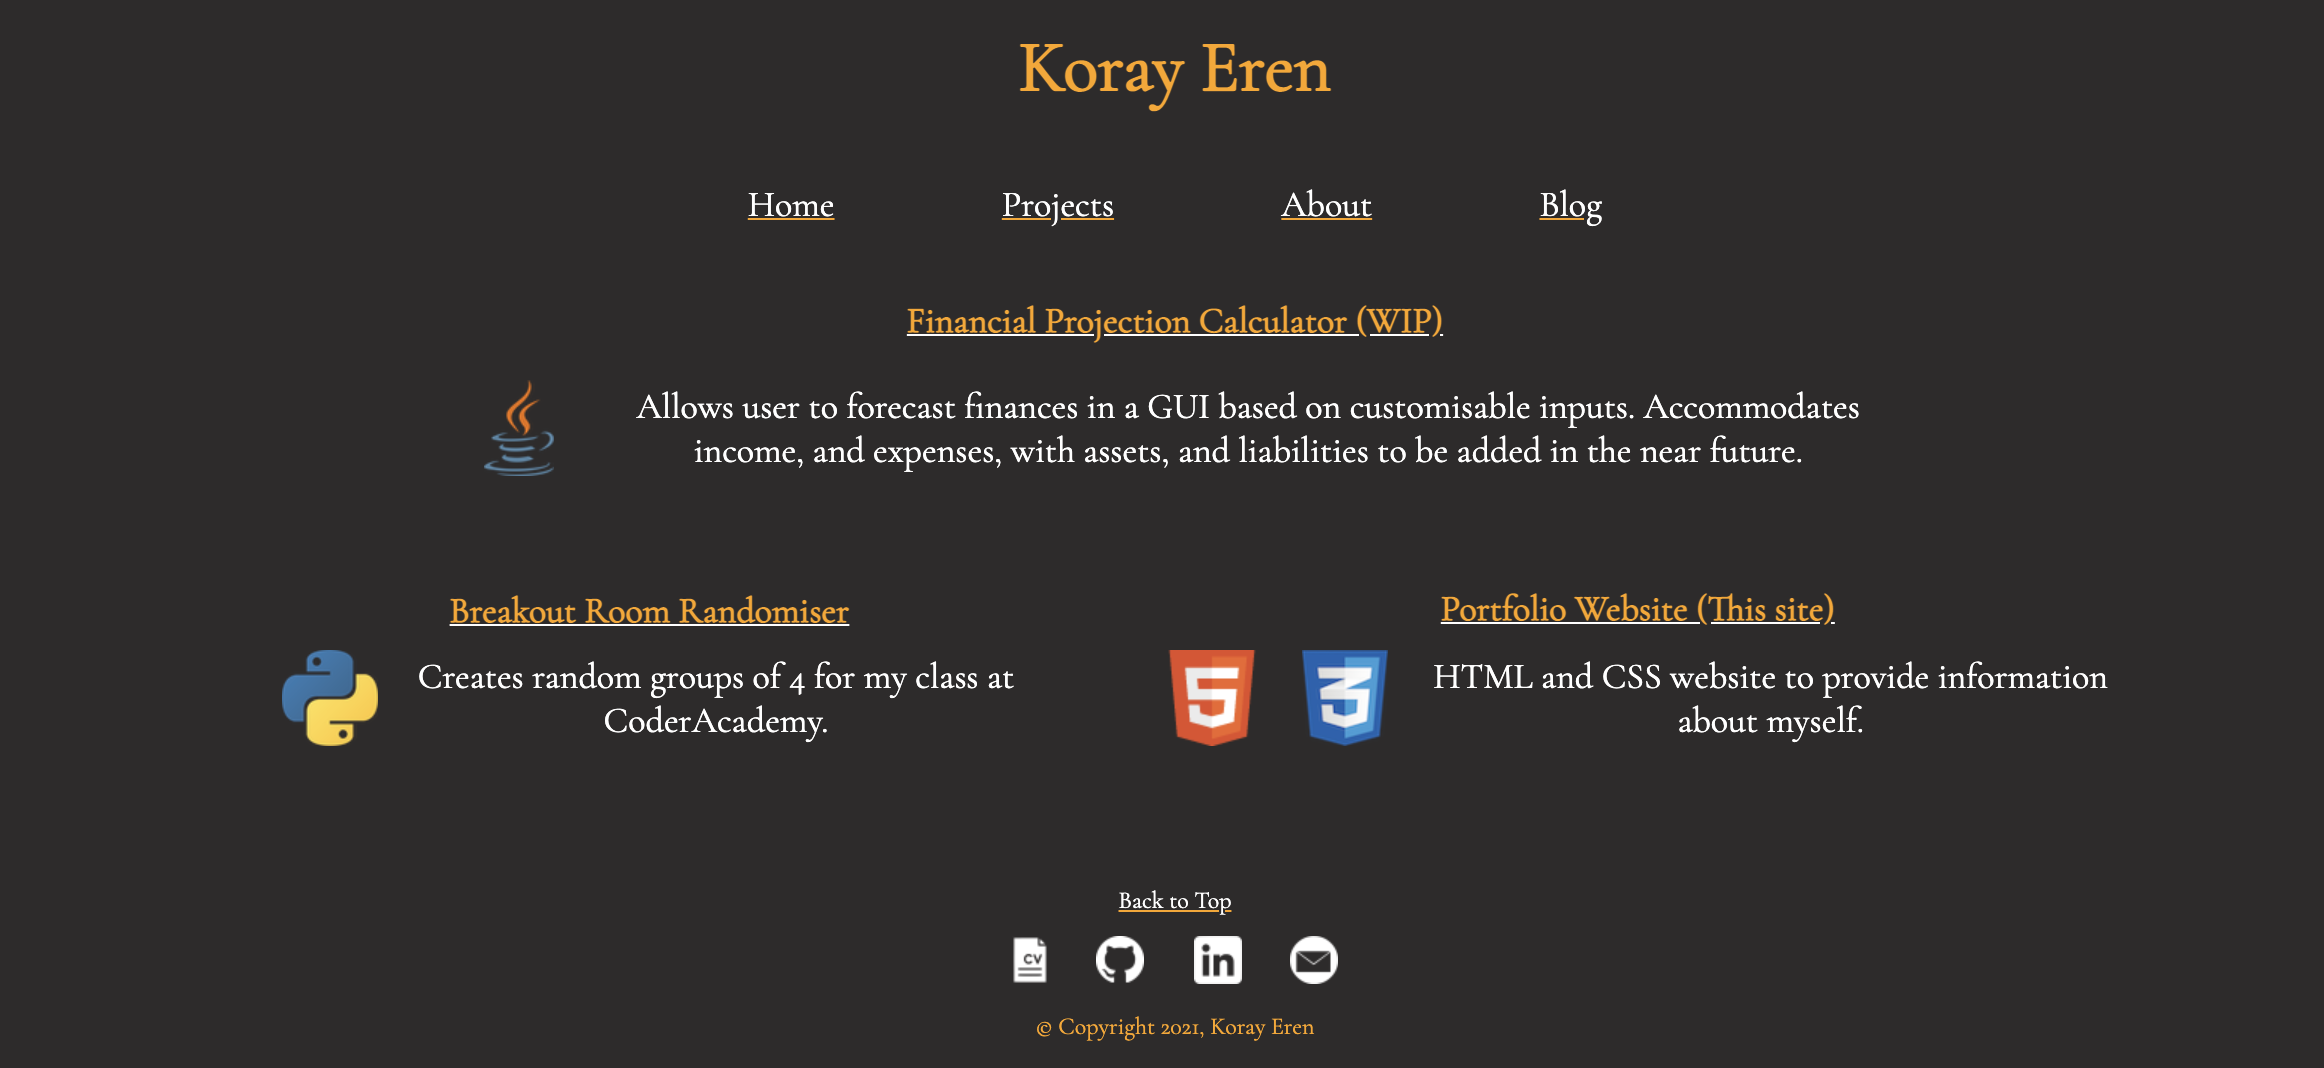 Koray Eren
Home Projects About Blog
Financial Projection Calculator (WIP)
Allows user to forecast finances in a GUI based on customisable inputs. Accommodates
income, and expenses, with assets, and liabilities to be added in the near future.
Breakout Room Randomiser
Creates random groups of 4 for my class at
CoderAcademy.
Portfolio Website (This site)
5
3
HTML and CSS website to provide information
about myself.
Back to Top
CV
in
© Copyright 2021, Koray Eren